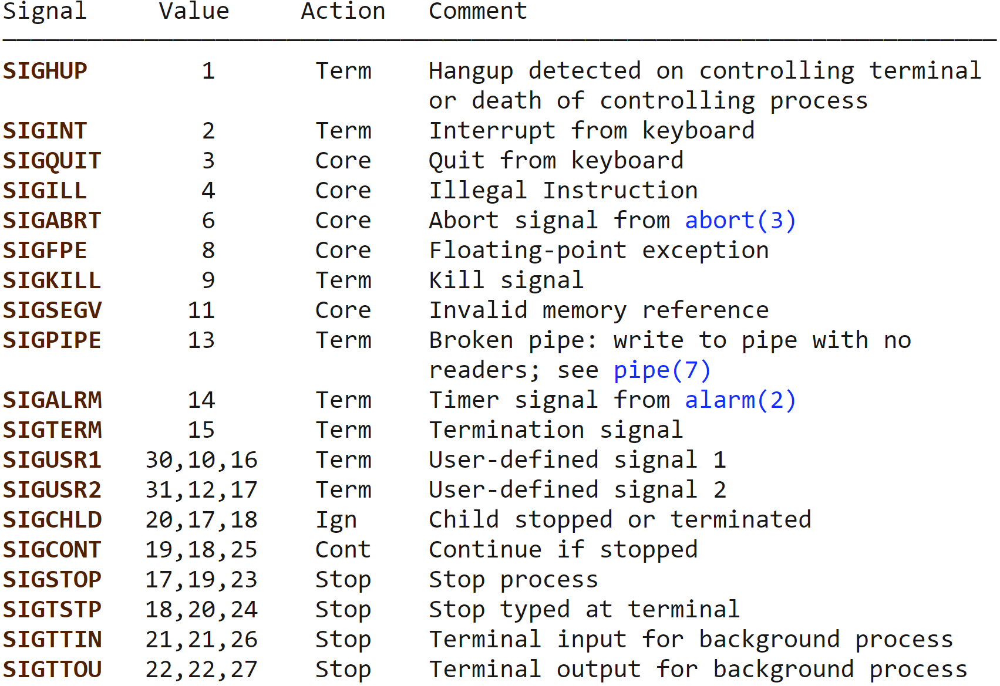 Signal Value Action Comment
SIGHUP 1 Term Hangup detected on controlling terminal
or death of controlling process
SIGINT 2 Term Interrupt from keyboard
SIGQUIT 3 Core Quit from keyboard
SIGILL 4 Core Illegal Instruction
SIGABRT 6 Core Abort signal from abort(3)
SIGFPE 8 Core Floating-point exception
SIGKILL 9 Term Kill signal
SIGSEGV 11 Core Invalid memory reference
SIGPIPE 13 Term Broken pipe: write to pipe with no
readers; see pipe(7)
SIGALRM 14 Term Timer signal from alarm(2)
SIGTERM 15 Term Termination signal
SIGUSR1 30,10,16 Term User-defined signal 1
SIGUSR2 31,12,17 Term User-defined signal 2
SIGCHLD 20,17,18 Ign Child stopped or terminated
SIGCONT 19,18,25 Cont Continue if stopped
SIGSTOP 17,19,23 Stop Stop process
SIGTSTP 18,20,24 Stop Stop typed at terminal
SIGTTIN 21,21,26 Stop Terminal input for background process
SIGTTOU 22,22,27 Stop Terminal output for background process